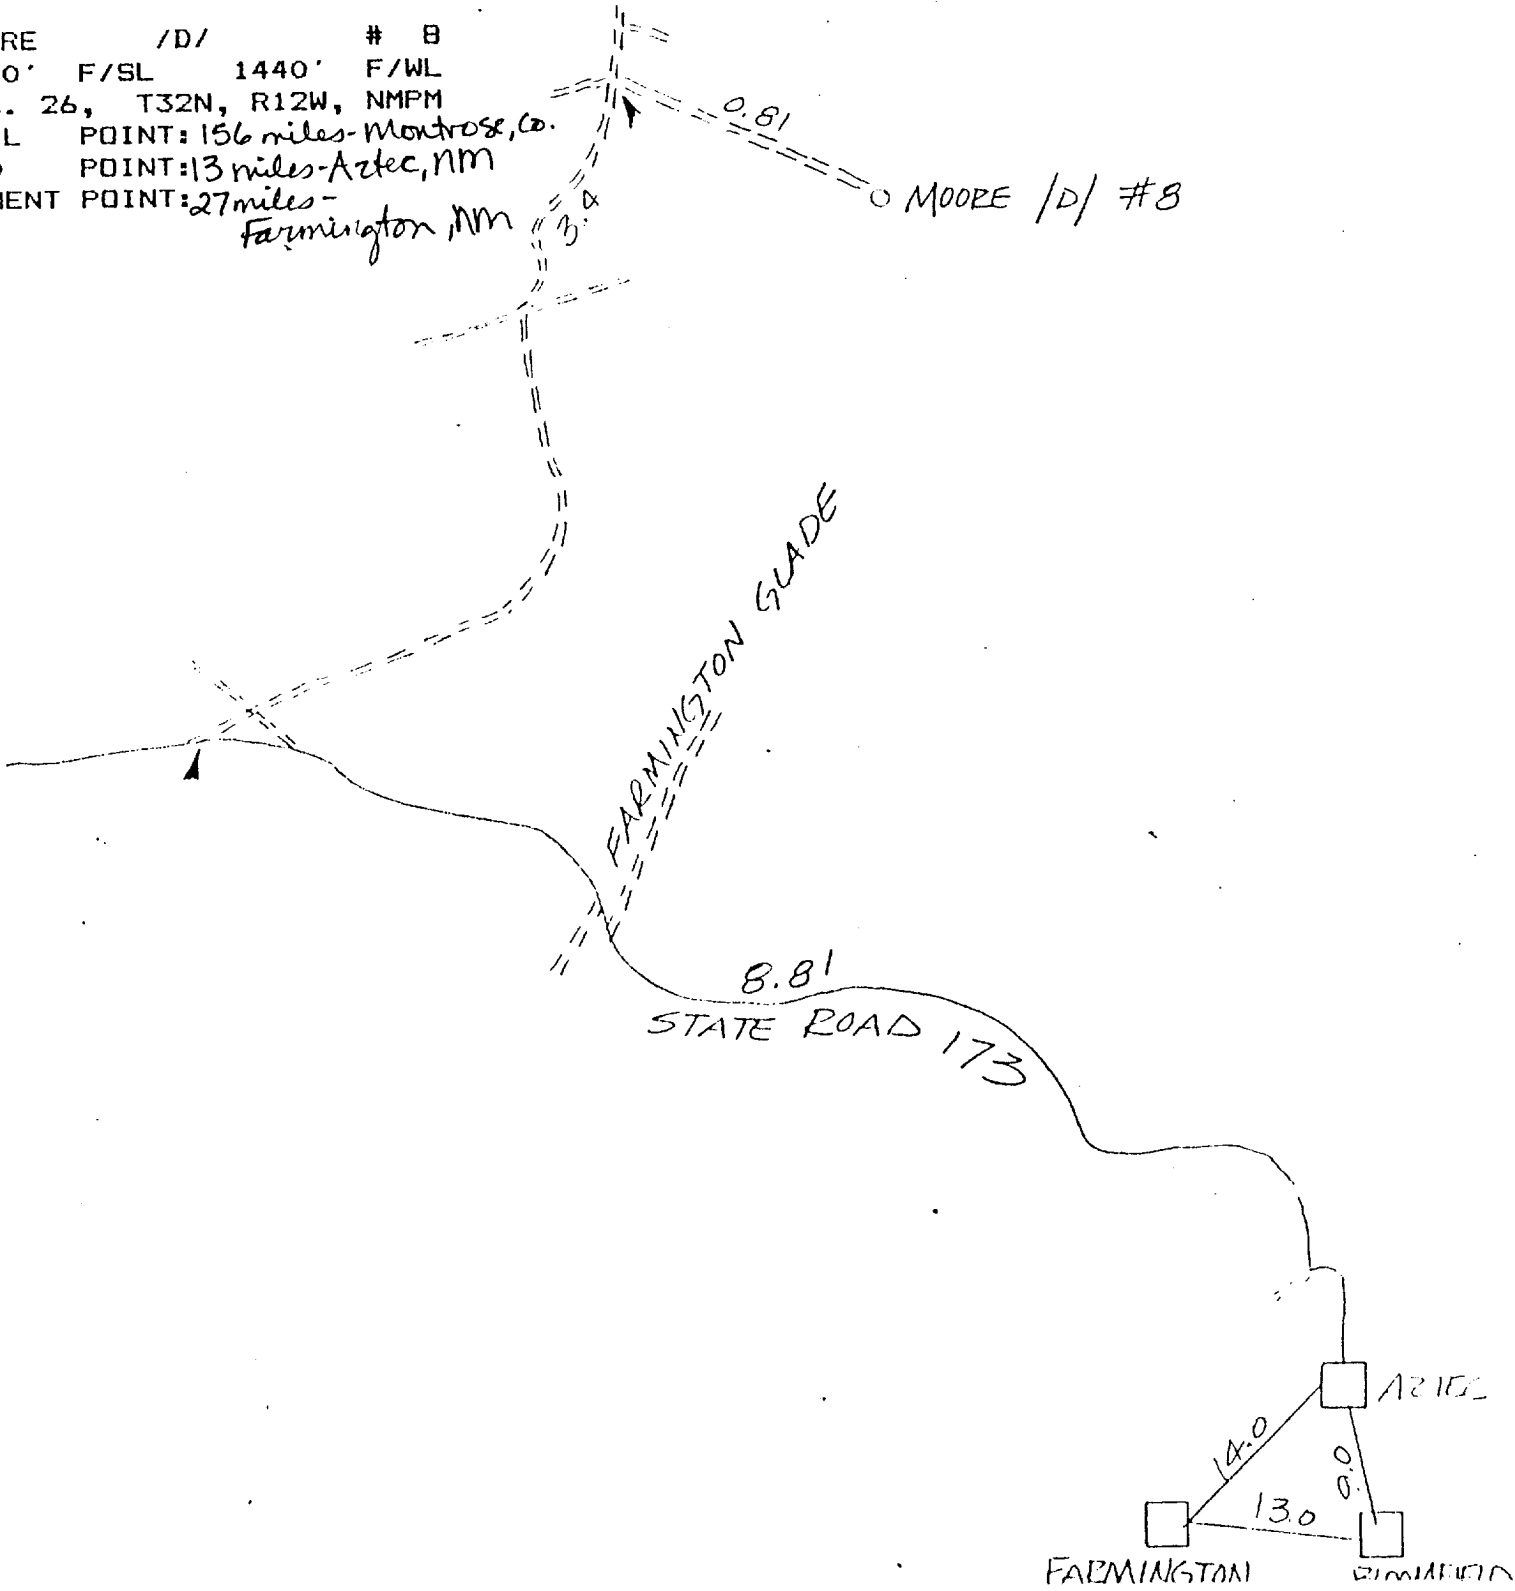 RE /D/ # 8
0' F/SL 1440' F/WL
. 26, T32N, R12W, NMPM
L POINT: 156 miles-Montrose, Co.
POINT: 13 miles-Aztec, NM
MENT POINT: 27 miles-
Farmington, NM
0.81
MOORE /D/ #8
3.4
FARMINGTON GLADE
8.81
STATE ROAD 173
AZTEC
14.0
13.0
FARMINGTON